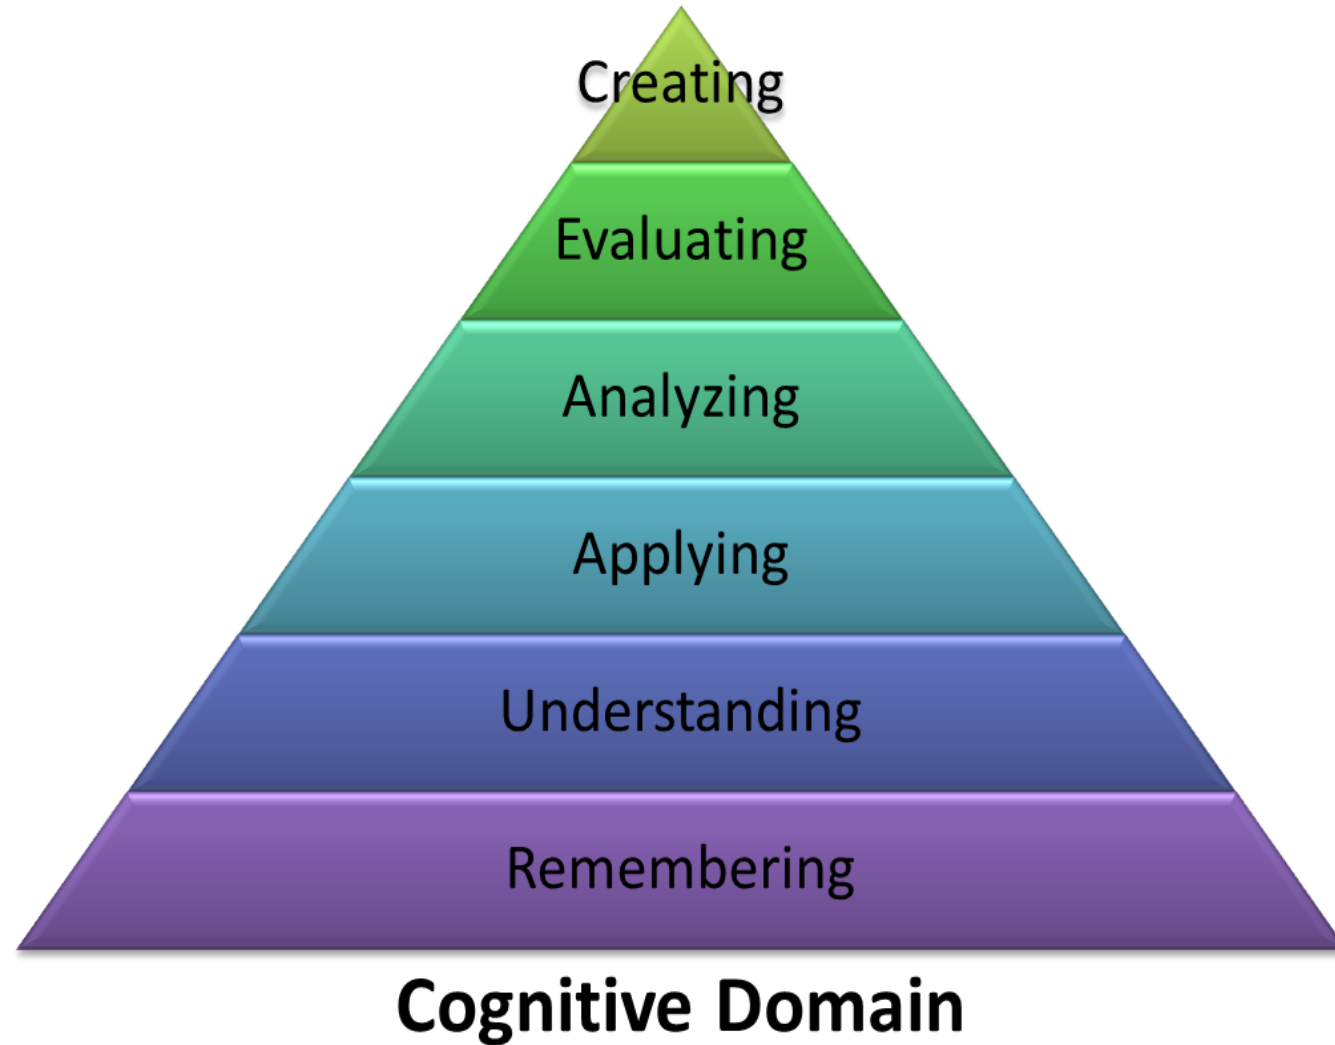 Creating
Evaluating
Analyzing
Applying
Understanding
Remembering
Cognitive Domain